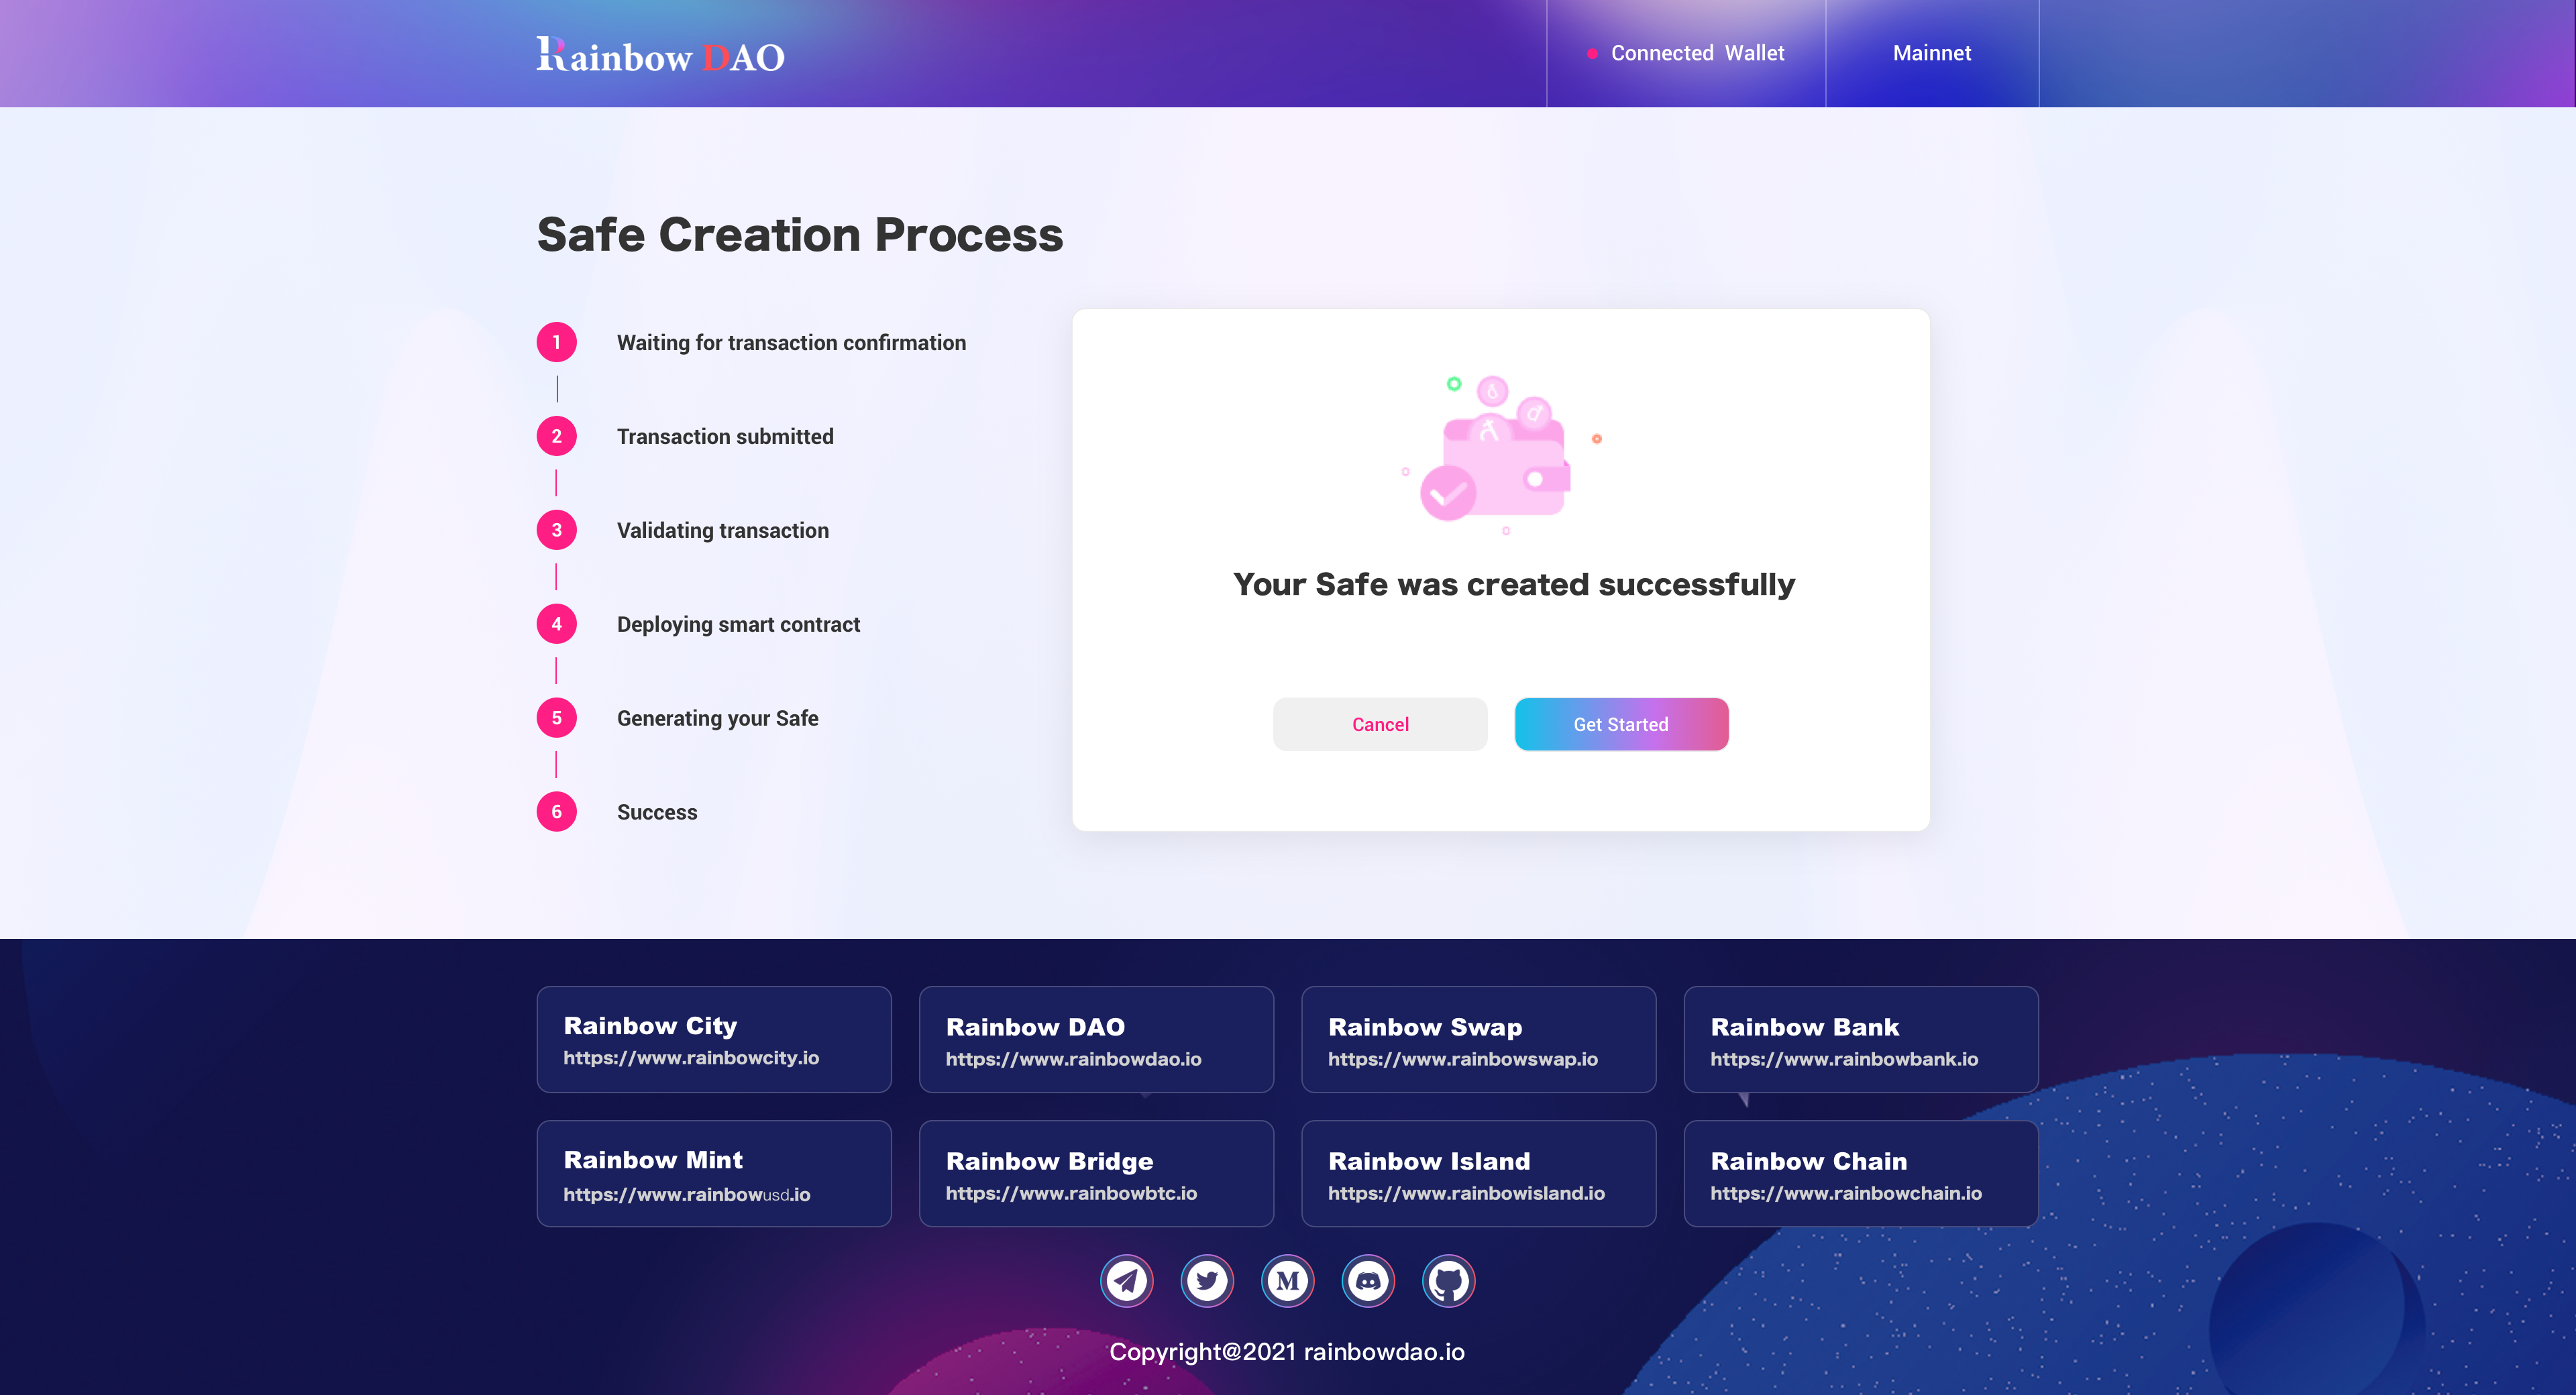 Rainbow DAO
Connected Wallet
Mainnet
Safe Creation Process
1 Waiting for transaction confirmation
2 Transaction submitted
3 Validating transaction
4 Deploying smart contract
5 Generating your Safe
6 Success
Your Safe was created successfully
Cancel
Get Started
Rainbow City
https://www.rainbowcity.io
Rainbow DAO
https://www.rainbowdao.io
Rainbow Swap
https://www.rainbowswap.io
Rainbow Bank
https://www.rainbowbank.io
Rainbow Mint
https://www.rainbowusd.io
Rainbow Bridge
https://www.rainbowbtc.io
Rainbow Island
https://www.rainbowisland.io
Rainbow Chain
https://www.rainbowchain.io
Copyright@2021 rainbowdao.io